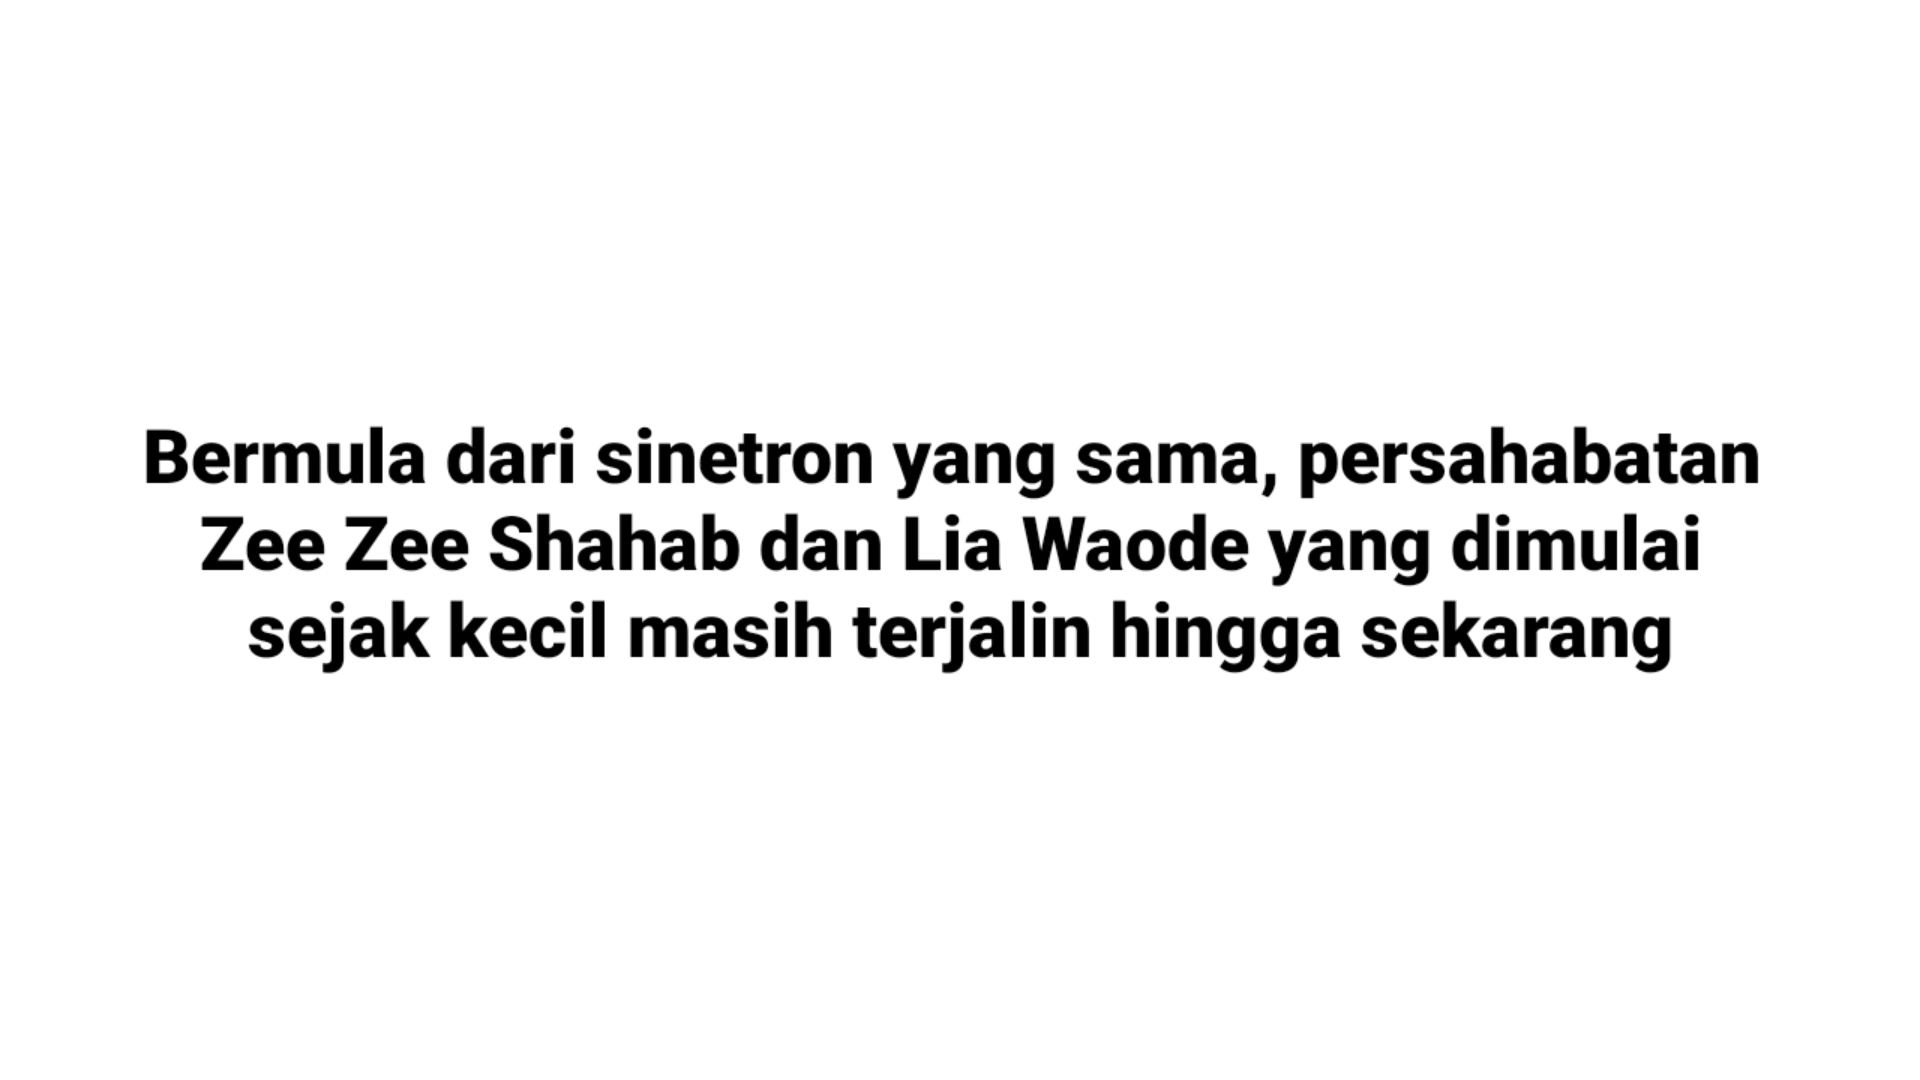 Bermula dari sinetron yang sama, persahabatan
Zee Zee Shahab dan Lia Waode yang dimulai
sejak kecil masih terjalin hingga sekarang